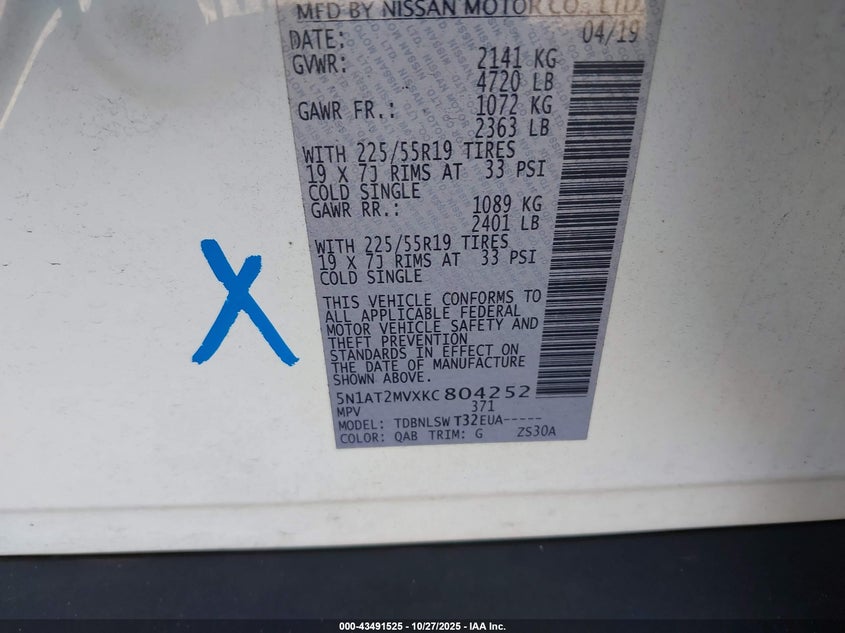 MFD BY NISSAN MOTOR CO., LTD.
DATE: 04/19
GVWR: 2141 KG
4720 LB
GAWR FR.: 1072 KG
2363 LB
WITH 225/55R19 TIRES
19 X 7J RIMS AT 33 PSI
COLD SINGLE
GAWR RR.: 1089 KG
2401 LB
WITH 225/55R19 TIRES
19 X 7J RIMS AT 33 PSI
COLD SINGLE
THIS VEHICLE CONFORMS TO
ALL APPLICABLE FEDERAL
MOTOR VEHICLE SAFETY AND
THEFT PREVENTION
STANDARDS IN EFFECT ON
THE DATE OF MANUFACTURE
SHOWN ABOVE.
5N1AT2MVXKC804252
MPV 371
MODEL: TDBNLSW T32EUA-----
COLOR: QAB TRIM: G ZS30A
X
000-43491525 - 10/27/2025 - IAA Inc.